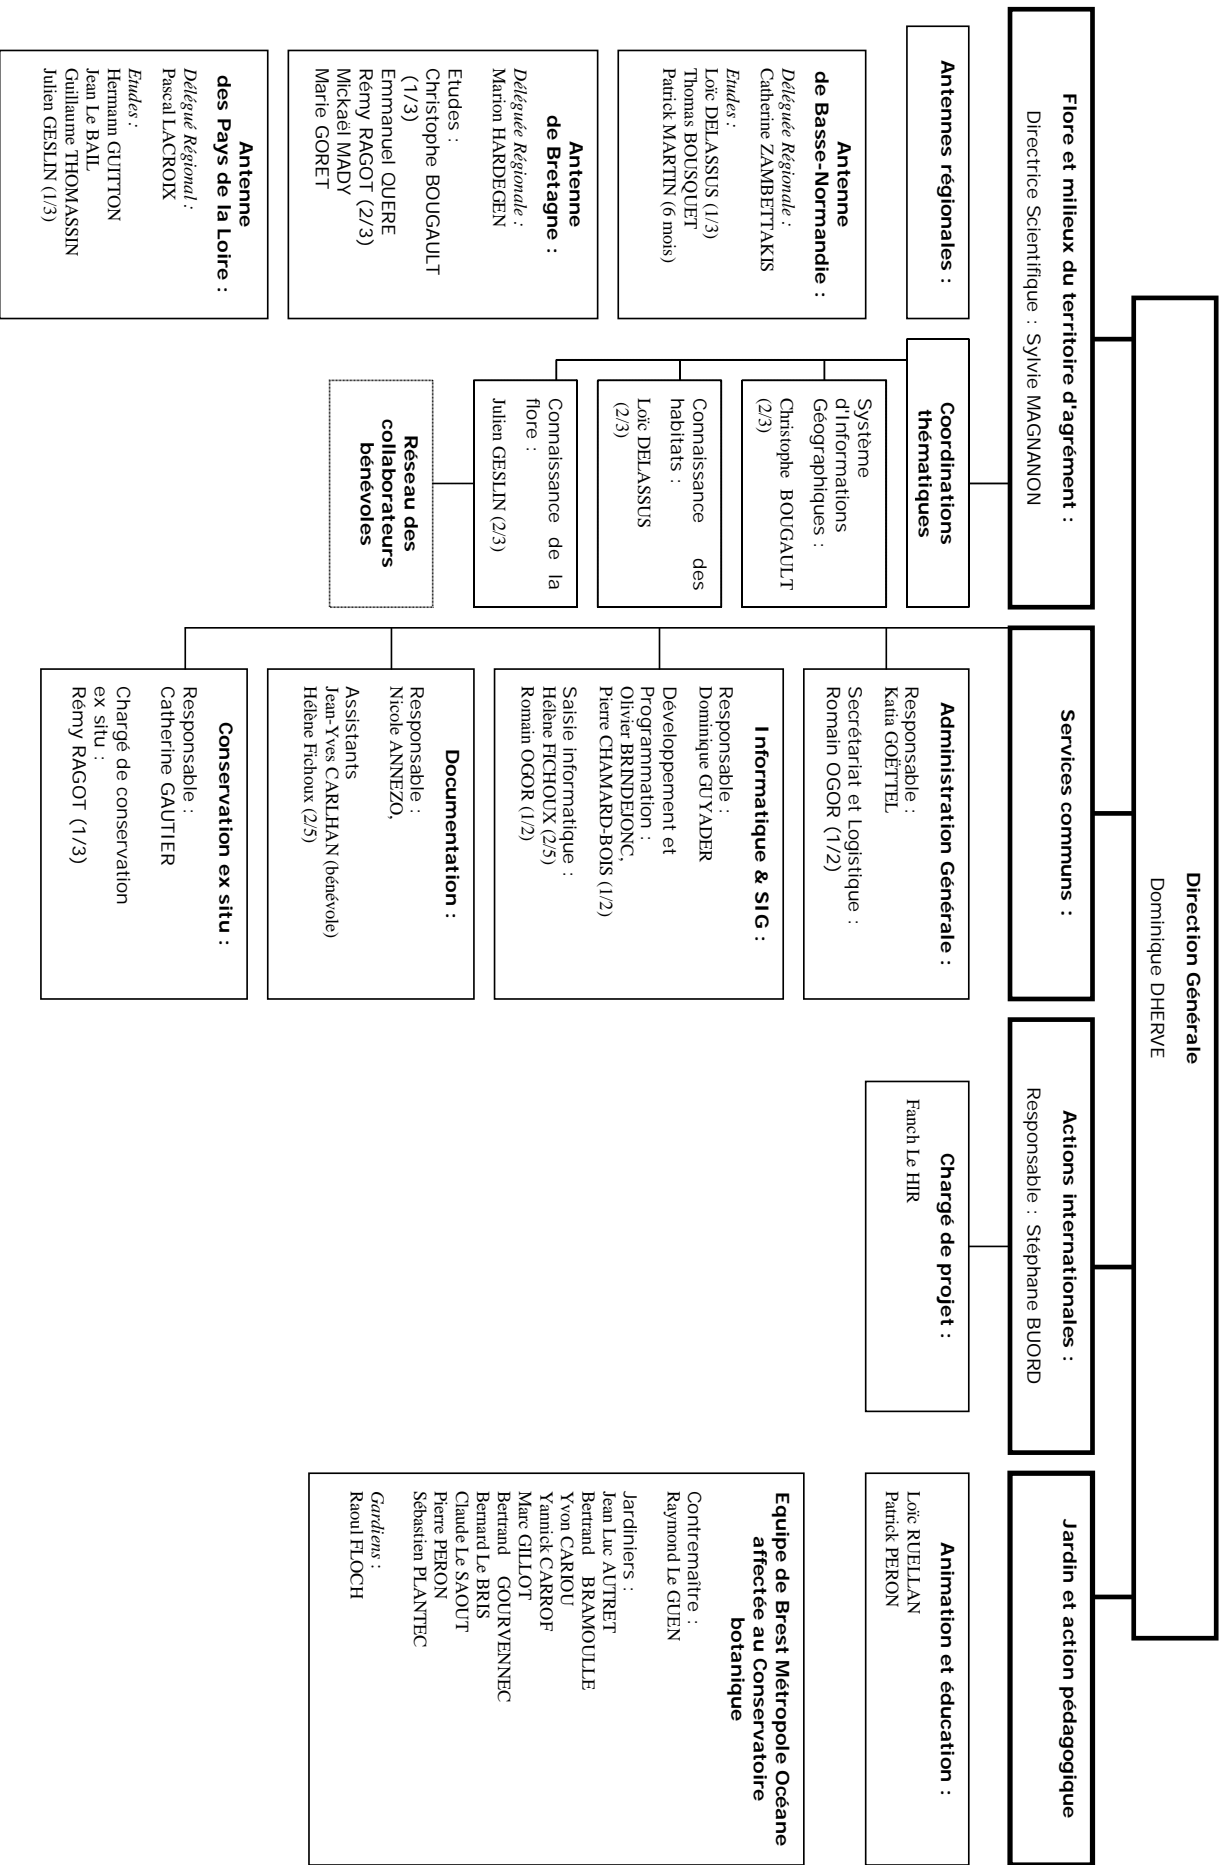 Direction Générale
Dominique DHERVE
Flore et milieux du territoire d'agrément :
Directrice Scientifique : Sylvie MAGNANON
Antennes régionales :
Antenne
de Basse-Normandie :
Déléguée Régionale :
Catherine ZAMBETTAKIS
Etudes :
Loïc DELASSUS (1/3)
Thomas BOUSQUET
Patrick MARTIN (6 mois)
Antenne
de Bretagne :
Déléguée Régionale :
Marion HARDEGEN
Etudes :
Christophe BOUGAULT
(1/3)
Emmanuel QUERE
Rémy RAGOT (2/3)
Mickaël MADY
Marie GORET
Antenne
des Pays de la Loire :
Délégué Régional :
Pascal LACROIX
Etudes :
Hermann GUITTON
Jean Le BAIL
Guillaume THOMASSIN
Julien GESLIN (1/3)
Coordinations
thématiques
Système
d'Informations
Géographiques :
Christophe BOUGAULT
(2/3)
Connaissance des
habitats :
Loïc DELASSUS
(2/3)
Connaissance de la
flore :
Julien GESLIN (2/3)
Réseau des
collaborateurs
bénévoles
Services communs :
Administration Générale :
Responsable :
Katia GOËTTEL
Secrétariat et Logistique :
Romain OGOR (1/2)
Informatique & SIG :
Responsable :
Dominique GUYADER
Développement et
Programmation :
Olivier BRINDEJONC,
Pierre CHAMARD-BOIS (1/2)
Saisie informatique :
Hélène FICHOUX (2/5)
Romain OGOR (1/2)
Documentation :
Responsable :
Nicole ANNEZO,
Assistants
Jean-Yves CARLHAN (bénévole)
Hélène Fichoux (2/5)
Conservation ex situ :
Responsable :
Catherine GAUTIER
Chargé de conservation
ex situ :
Rémy RAGOT (1/3)
Actions internationales :
Responsable : Stéphane BUORD
Chargé de projet :
Fanch Le HIR
Jardin et action pédagogique
Animation et éducation :
Loïc RUELLAN
Patrick PERON
Equipe de Brest Métropole Océane
affectée au Conservatoire
botanique
Contremaître :
Raymond Le GUEN
Jardiniers :
Jean Luc AUTRET
Bertrand BRAMOULLE
Yvon CARIOU
Yannick CARROF
Marc GILLOT
Bertrand GOURVENNEC
Bernard Le BRIS
Claude Le SAOUT
Pierre PERON
Sébastien PLANTEC
Gardiens :
Raoul FLOCH